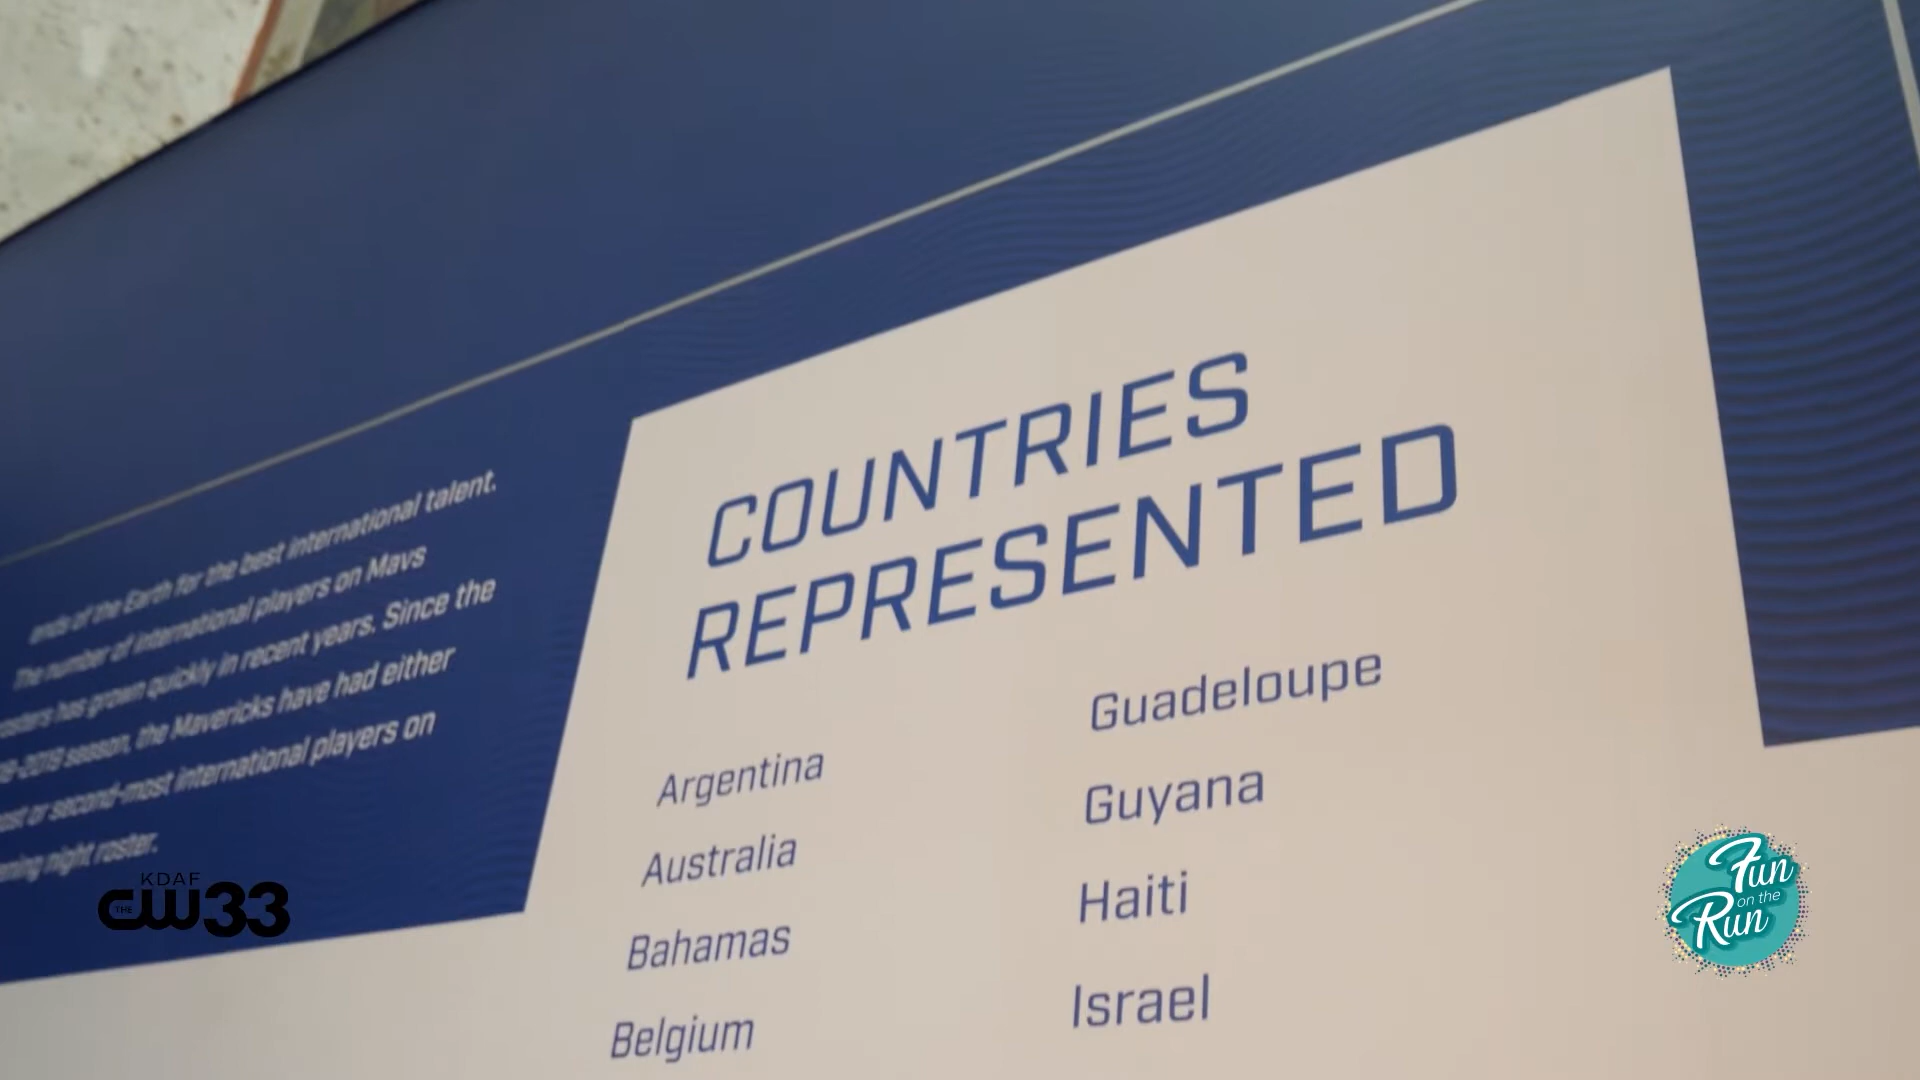 ends of the Earth for the best international talent.
The number of international players on Mavs
rosters has grown quickly in recent years. Since the
-2019 season, the Mavericks have had either
or second-most international players on
night roster.
COUNTRIES
REPRESENTED
Argentina
Australia
Bahamas
Belgium
Guadeloupe
Guyana
Haiti
Israel
KDAF
THE CW33
Fun
on the
Run